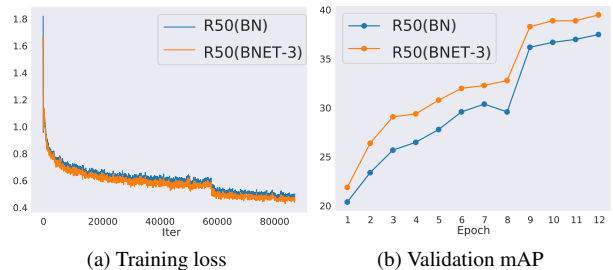 R50(BN)
R50(BNET-3)
1.8
1.6
1.4
1.2
1.0
0.8
0.6
0.4
0 20000 40000 60000 80000
Iter
(a) Training loss
R50(BN)
R50(BNET-3)
40
35
30
25
20
1 2 3 4 5 6 7 8 9 10 11 12
Epoch
(b) Validation mAP